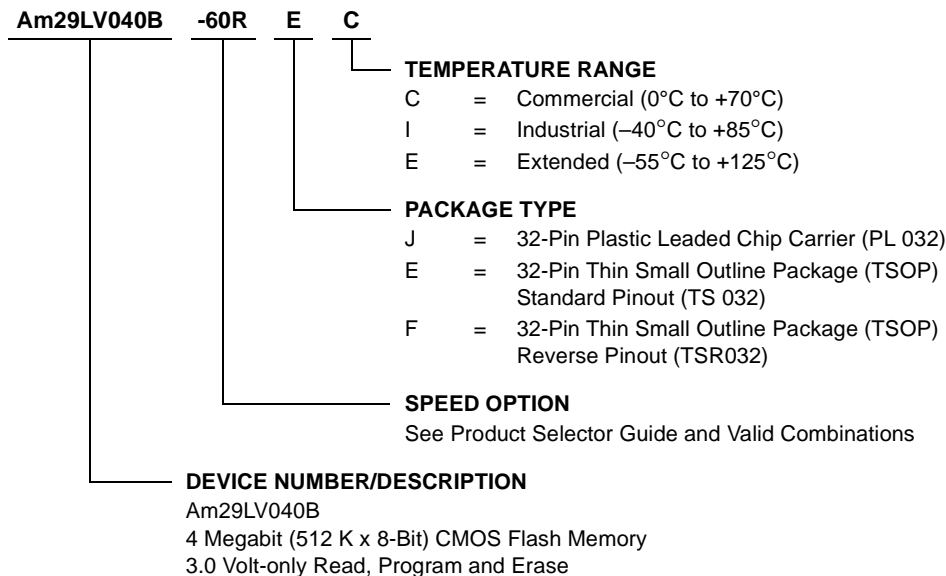 Am29LV040B -60R E C
TEMPERATURE RANGE
C = Commercial (0°C to +70°C)
I = Industrial (–40°C to +85°C)
E = Extended (–55°C to +125°C)
PACKAGE TYPE
J = 32-Pin Plastic Leaded Chip Carrier (PL 032)
E = 32-Pin Thin Small Outline Package (TSOP)
Standard Pinout (TS 032)
F = 32-Pin Thin Small Outline Package (TSOP)
Reverse Pinout (TSR032)
SPEED OPTION
See Product Selector Guide and Valid Combinations
DEVICE NUMBER/DESCRIPTION
Am29LV040B
4 Megabit (512 K x 8-Bit) CMOS Flash Memory
3.0 Volt-only Read, Program and Erase